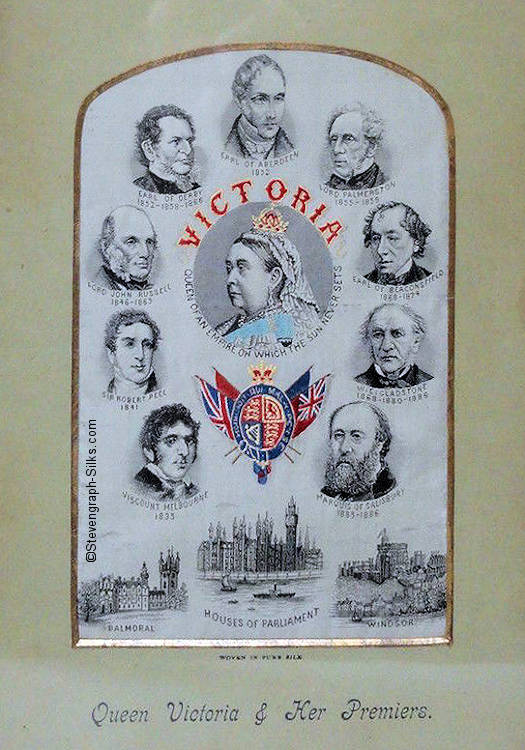 EARL OF ABERDEEN
1852
EARL OF DERBY
1852-1858-1866
LORD PALMERSTON
1855-1859
VICTORIA
QUEEN OF AN EMPIRE ON WHICH THE SUN NEVER SETS
LORD JOHN RUSSELL
1846-1865
EARL OF BEACONSFIELD
1868-1874
SIR ROBERT PEEL
1841
W.E. GLADSTONE
1868-1880-1886
VISCOUNT MELBOURNE
1835
MARQUIS OF SALISBURY
1885-1886
BALMORAL
HOUSES OF PARLIAMENT
WINDSOR
WOVEN IN PURE SILK
Queen Victoria & Her Premiers.
©Stevengraph-Silks.com